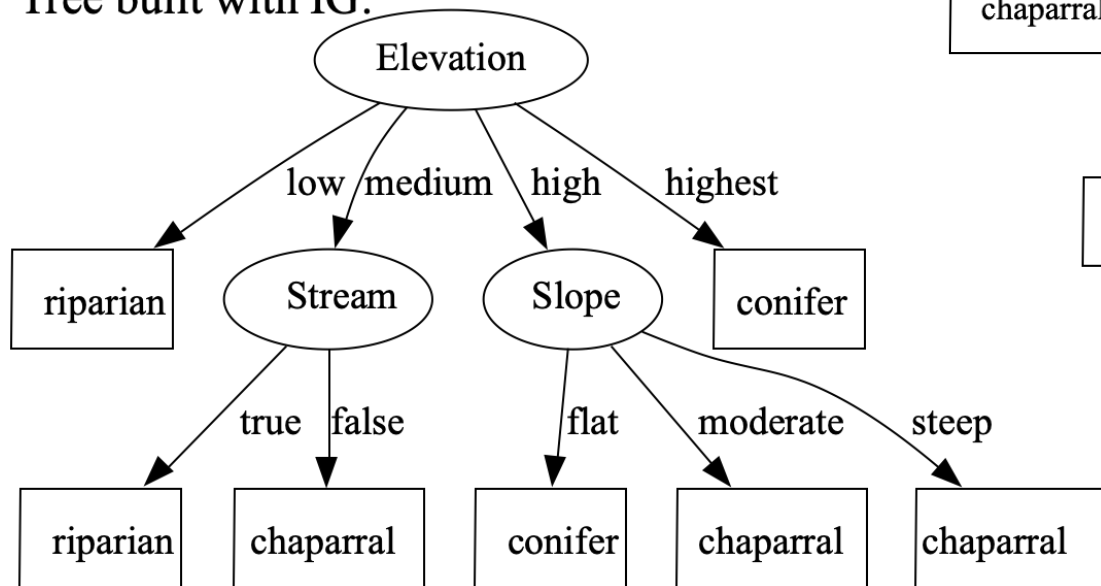 Tree built with IG:
chaparral
Elevation
low medium high highest
riparian Stream Slope conifer
true false flat moderate steep
riparian chaparral conifer chaparral chaparral